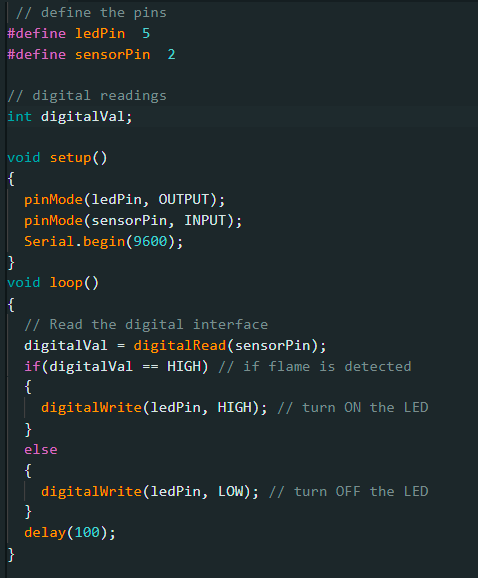 // define the pins
#define ledPin  5
#define sensorPin  2
// digital readings
int digitalVal;
void setup()
{
  pinMode(ledPin, OUTPUT);
  pinMode(sensorPin, INPUT);
  Serial.begin(9600);
}
void loop()
{
  // Read the digital interface
  digitalVal = digitalRead(sensorPin);
  if(digitalVal == HIGH) // if flame is detected
  {
    digitalWrite(ledPin, HIGH); // turn ON the LED
  }
  else
  {
    digitalWrite(ledPin, LOW); // turn OFF the LED
  }
  delay(100);
}